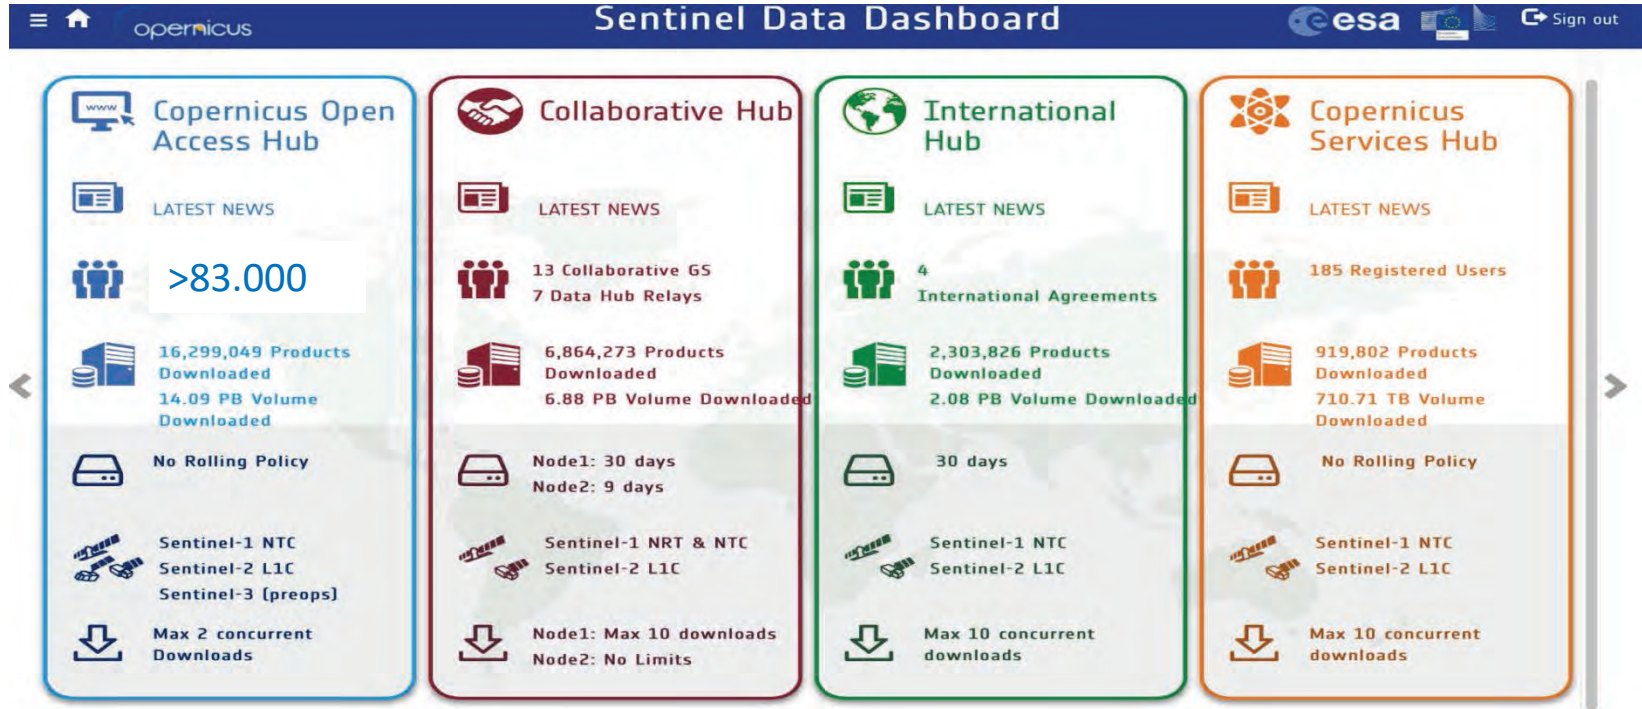 opernicus
Sentinel Data Dashboard
esa
Sign out
www
Copernicus Open
Access Hub
LATEST NEWS
>83.000
16,299,049 Products
Downloaded
14.09 PB Volume
Downloaded
No Rolling Policy
Sentinel-1 NTC
Sentinel-2 L1C
Sentinel-3 (preops)
Max 2 concurrent
Downloads
Collaborative Hub
LATEST NEWS
13 Collaborative GS
7 Data Hub Relays
6,864,273 Products
Downloaded
6.88 PB Volume Downloaded
Node1: 30 days
Node2: 9 days
Sentinel-1 NRT & NTC
Sentinel-2 L1C
Node1: Max 10 downloads
Node2: No Limits
International
Hub
LATEST NEWS
4
International Agreements
2,303,826 Products
Downloaded
2.08 PB Volume Downloaded
30 days
Sentinel-1 NTC
Sentinel-2 L1C
Max 10 concurrent
downloads
Copernicus
Services Hub
LATEST NEWS
185 Registered Users
919,802 Products
Downloaded
710.71 TB Volume
Downloaded
No Rolling Policy
Sentinel-1 NTC
Sentinel-2 L1C
Max 10 concurrent
downloads